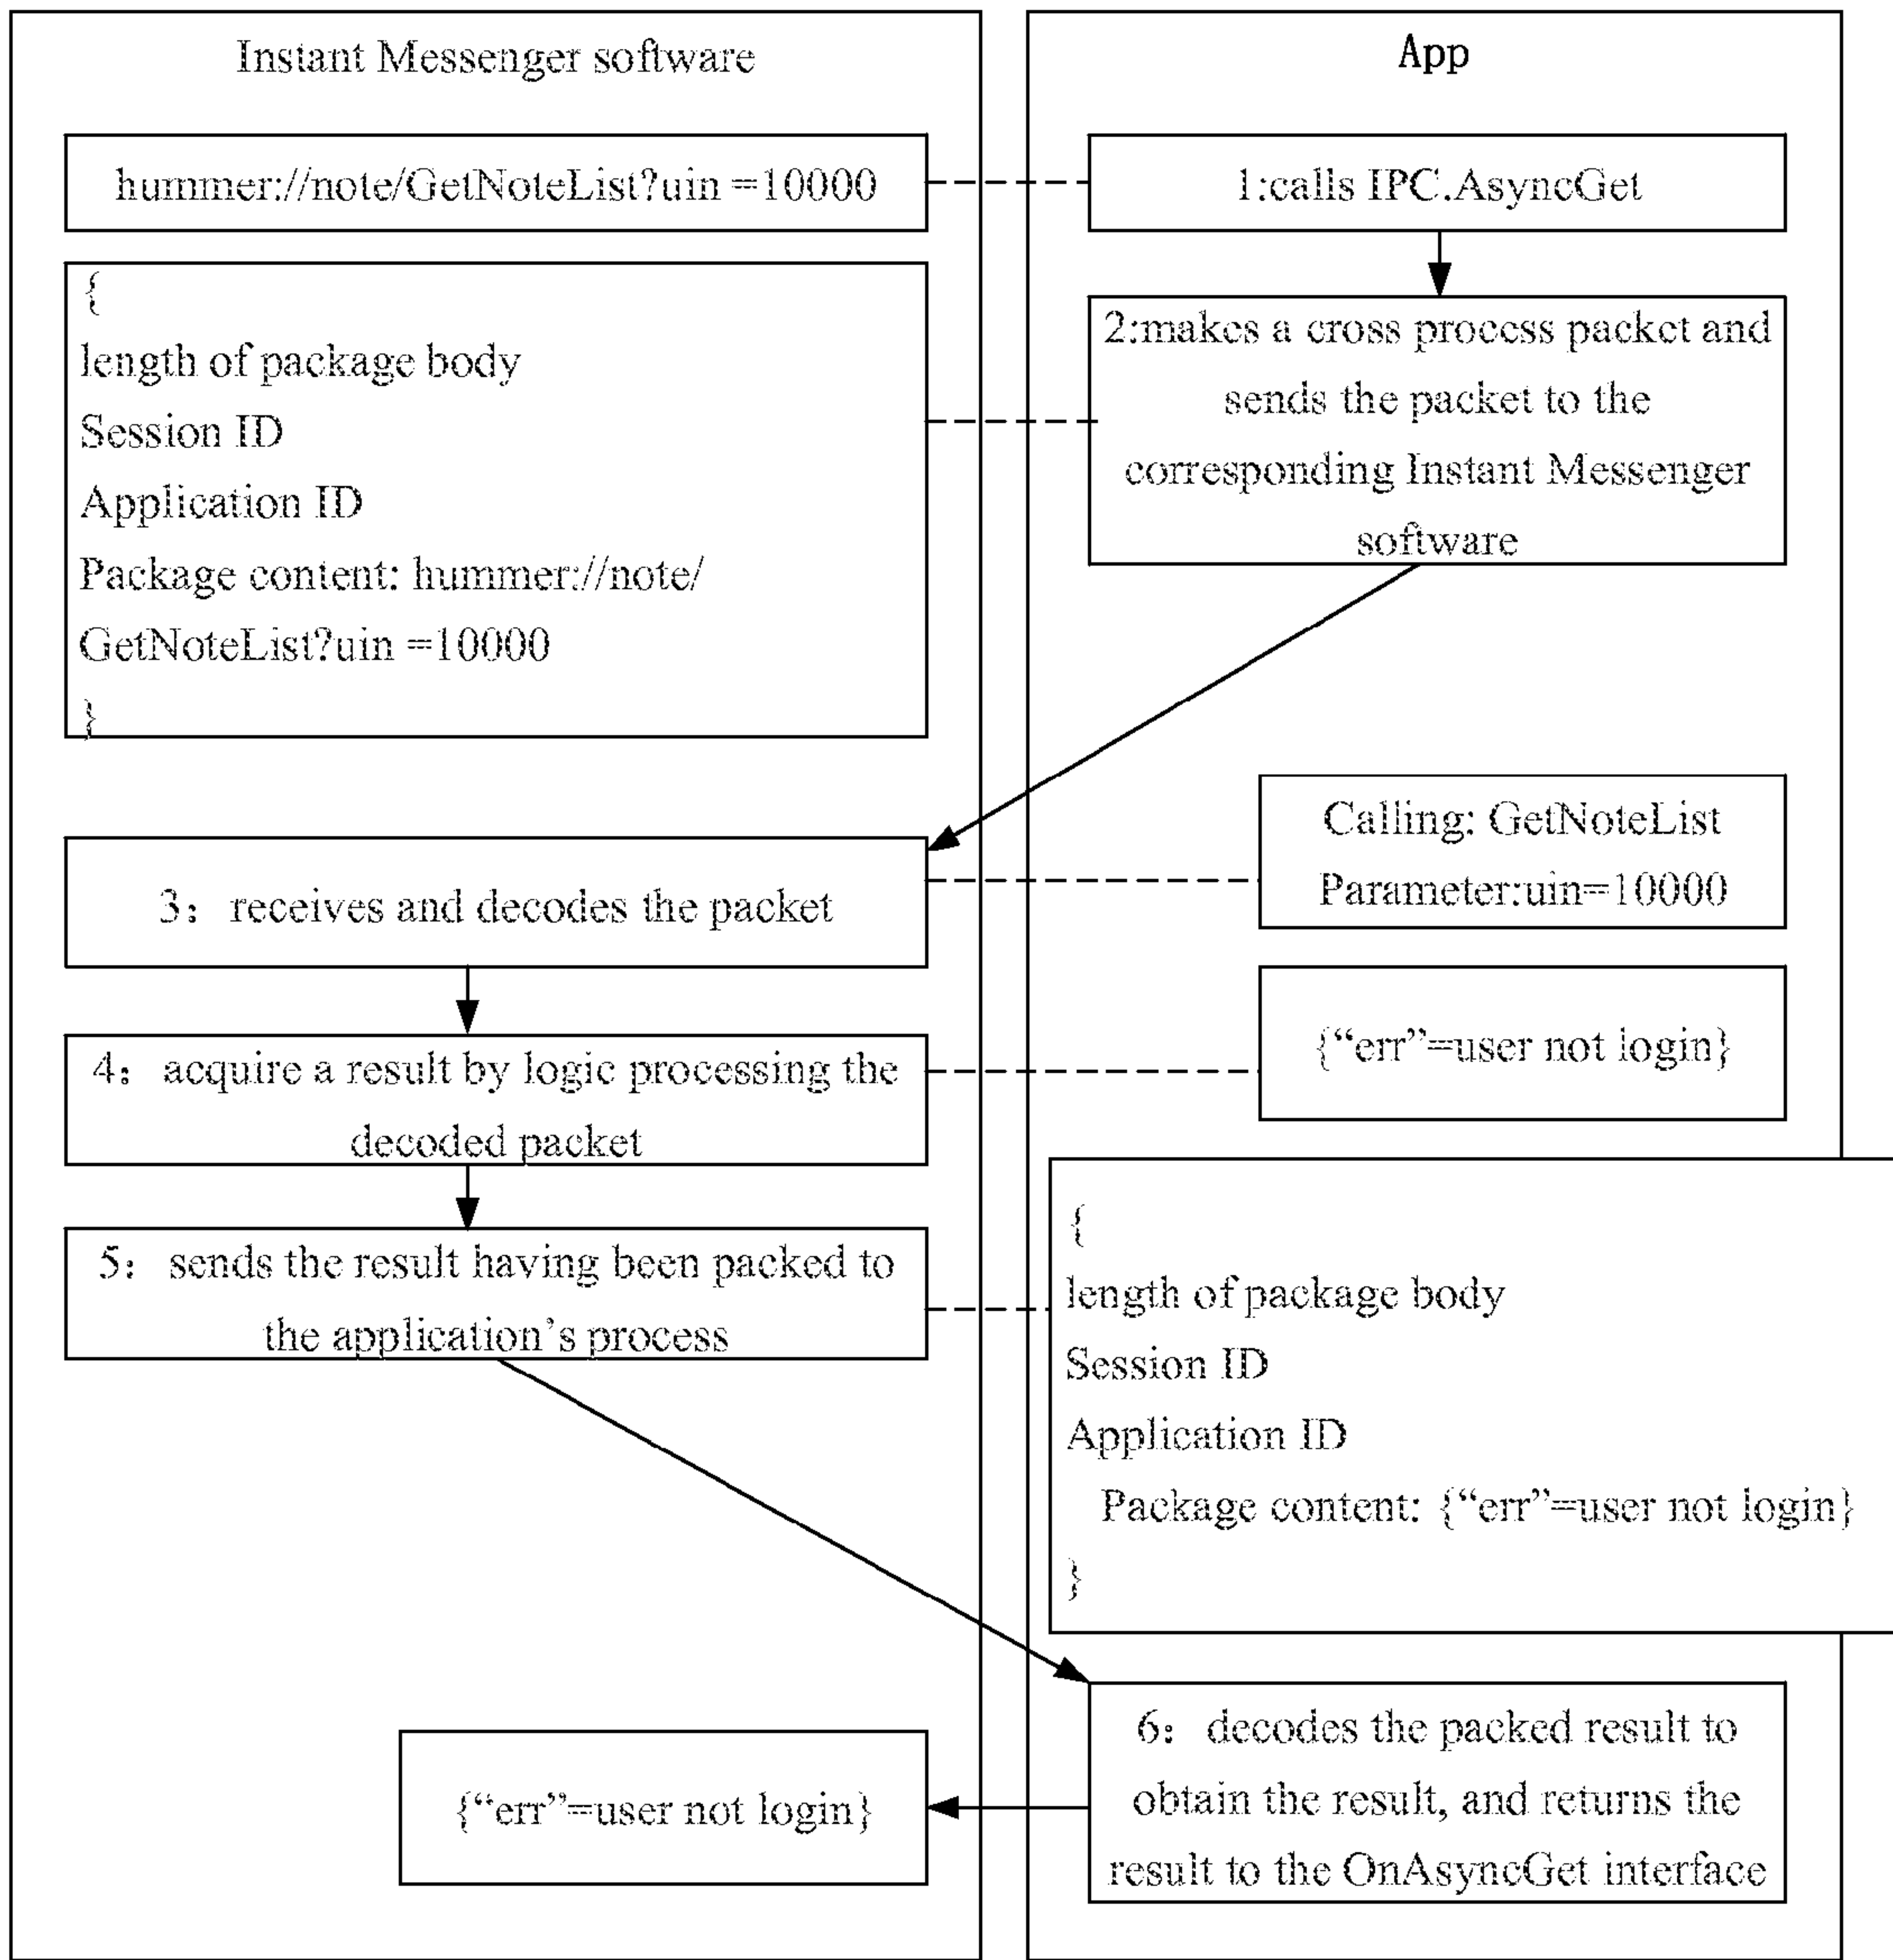 Instant Messenger software
App
hummer://note/GetNoteList?uin =10000
1:calls IPC.AsyncGet
{
length of package body
Session ID
Application ID
Package content: hummer://note/
GetNoteList?uin =10000
}
2:makes a cross process packet and
sends the packet to the
corresponding Instant Messenger
software
3: receives and decodes the packet
Calling: GetNoteList
Parameter:uin=10000
4: acquire a result by logic processing the
decoded packet
{“err”=user not login}
5: sends the result having been packed to
the application’s process
{
length of package body
Session ID
Application ID
Package content: {“err”=user not login}
}
6: decodes the packed result to
obtain the result, and returns the
result to the OnAsyncGet interface
{“err”=user not login}